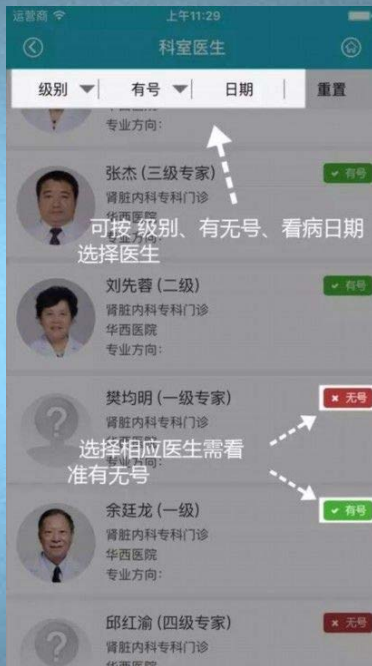 运营商 上午11:29
科室医生
级别 有号 日期 重置
专业方向:
张杰 (三级专家) 有号
肾脏内科专科门诊
华西医院
可按 级别、有无号、看病日期
选择医生
刘先蓉 (二级) 有号
肾脏内科专科门诊
华西医院
专业方向:
樊均明 (一级专家) 无号
肾脏内科专科门诊
选择相应医生需看
准有无号
余廷龙 (一级) 有号
肾脏内科专科门诊
华西医院
专业方向:
邱红渝 (四级专家) 无号
肾脏内科专科门诊
华西医院